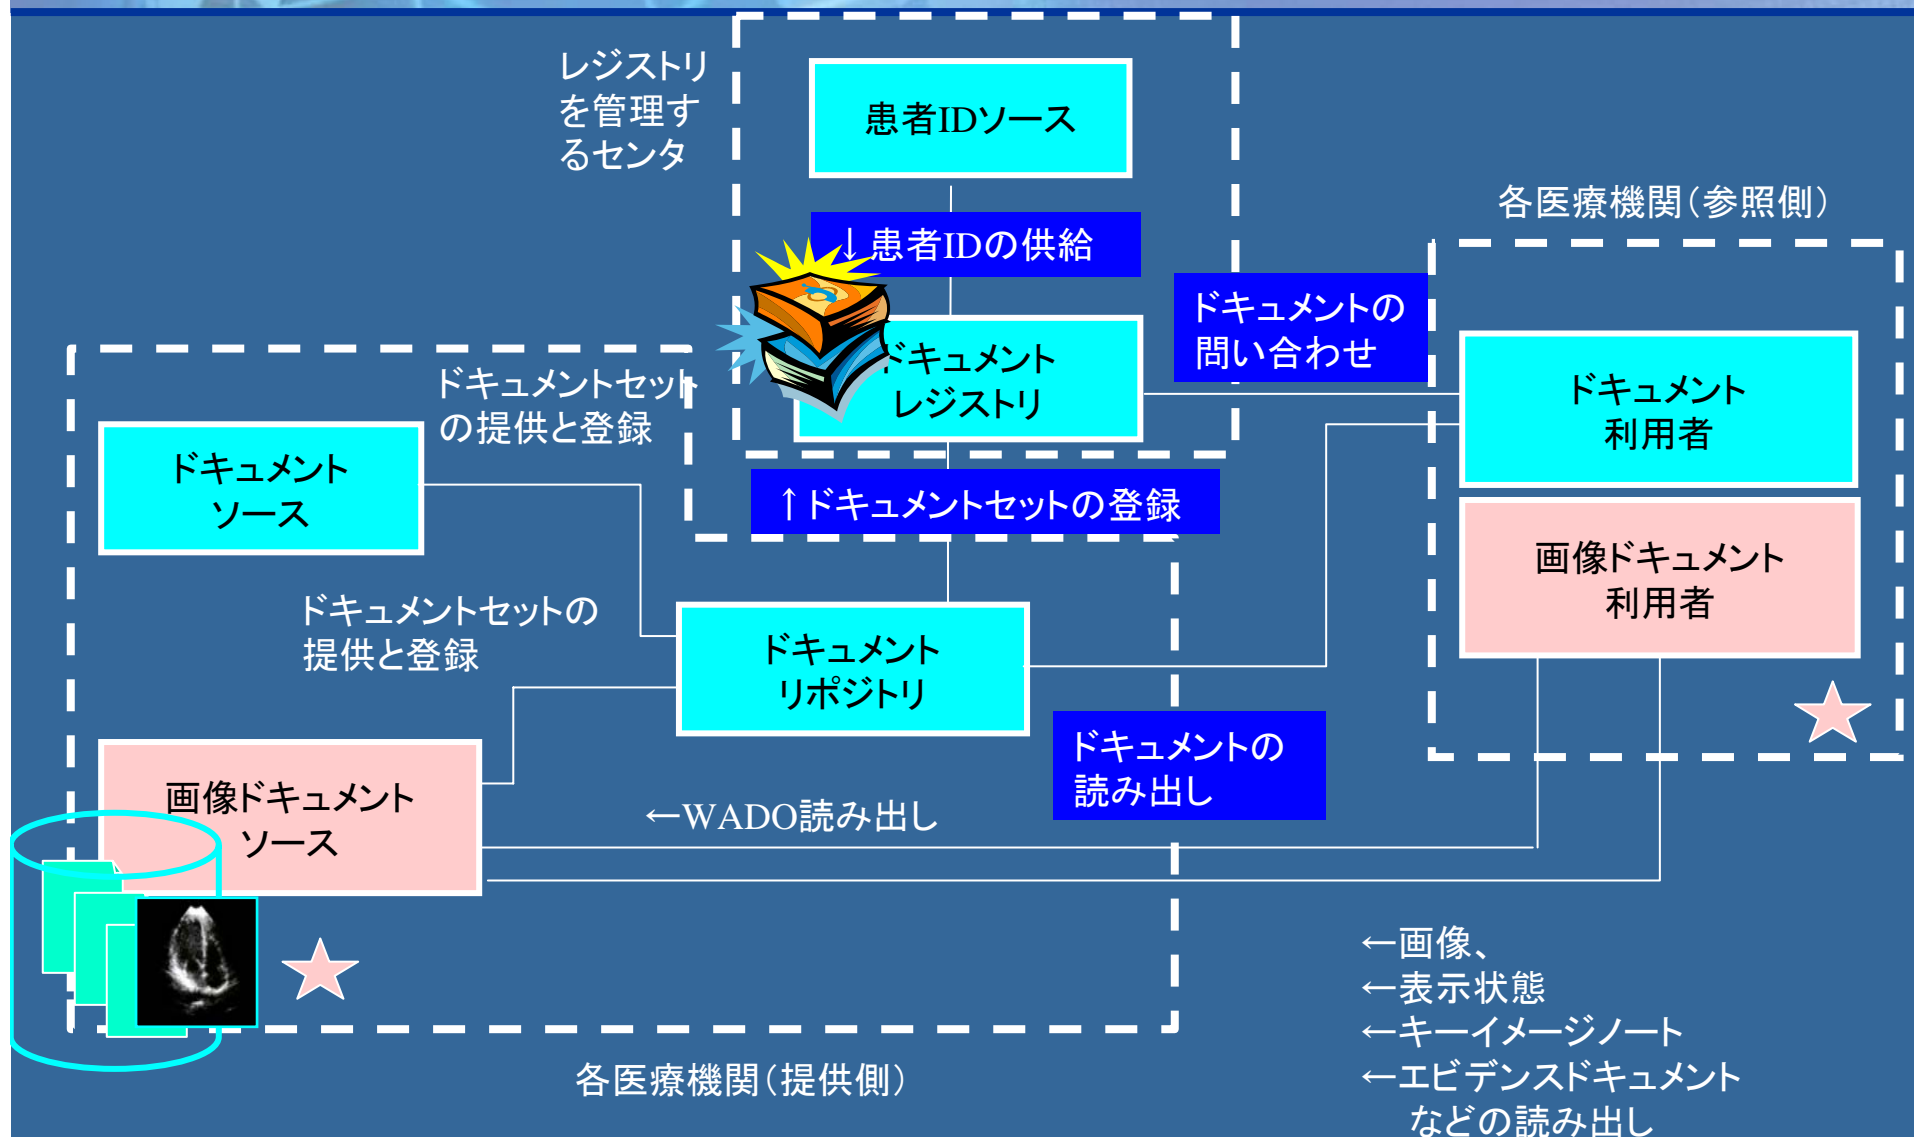 レジストリ
を管理す
るセンタ
患者IDソース
↓患者IDの供給
各医療機関（参照側）
ドキュメントの
問い合わせ
ドキュメント
レジストリ
ドキュメントセット
の提供と登録
ドキュメント
ソース
ドキュメント
利用者
↑ドキュメントセットの登録
画像ドキュメント
利用者
ドキュメントセットの
提供と登録
ドキュメント
リポジトリ
ドキュメントの
読み出し
画像ドキュメント
ソース
←WADO読み出し
←画像、
←表示状態
←キーイメージノート
←エビデンスドキュメント
などの読み出し
各医療機関（提供側）